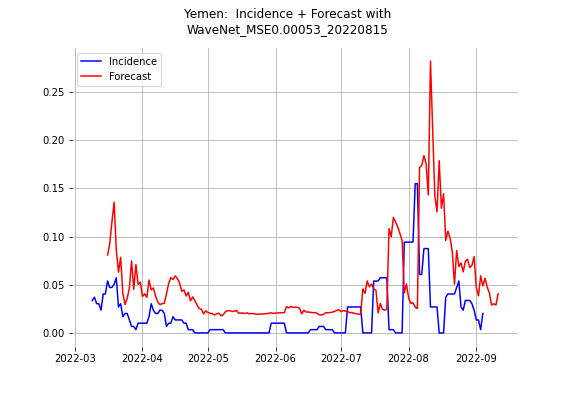 Yemen:  Incidence + Forecast with
WaveNet_MSE0.00053_20220815
Incidence
Forecast
0.25
0.20
0.15
0.10
0.05
0.00
2022-03 2022-04 2022-05 2022-06 2022-07 2022-08 2022-09